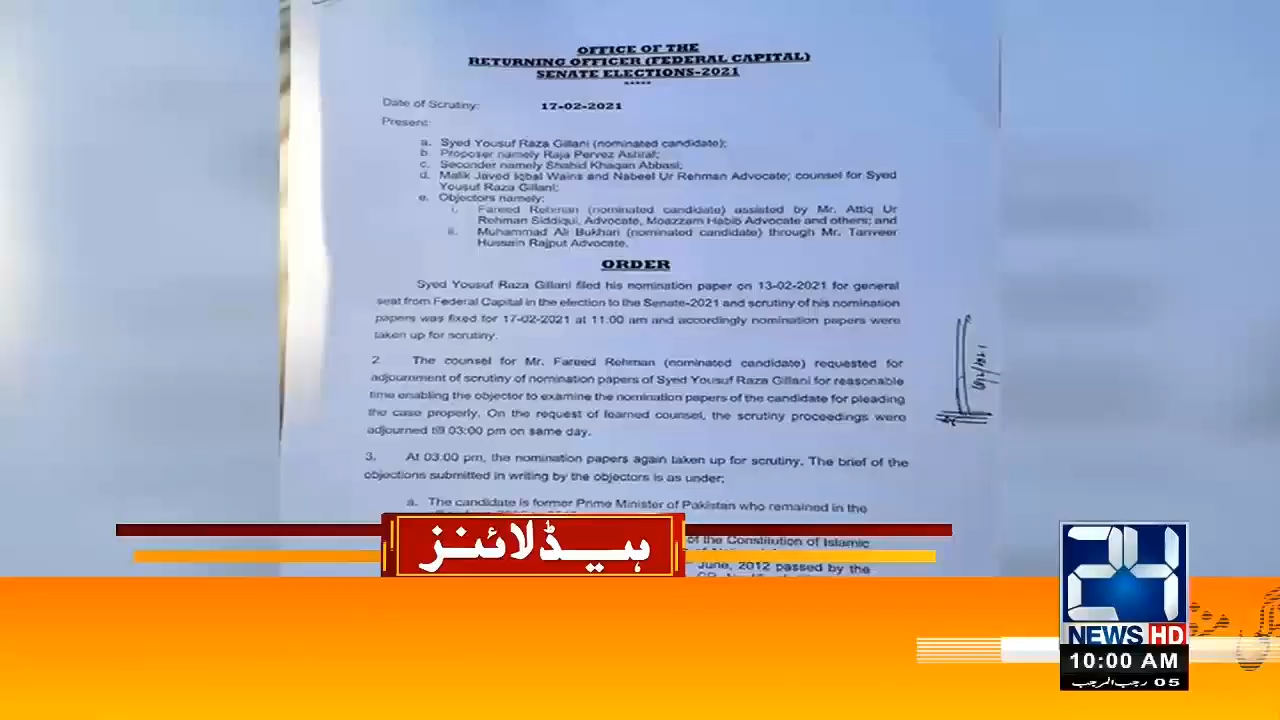 OFFICE OF THE
RETURNING OFFICER (FEDERAL CAPITAL)
SENATE ELECTIONS-2021
*****
Date of Scrutiny: 17-02-2021
Present:
a. Syed Yousuf Raza Gillani (nominated candidate);
b. Proposer namely Raja Pervez Ashraf;
c. Seconder namely Shahid Khaqan Abbasi;
d. Malik Javed Iqbal Wains and Nabeel Ur Rehman Advocate; counsel for Syed
Yousuf Raza Gillani;
e. Objectors namely:
i. Fareed Rehman (nominated candidate) assisted by Mr. Attiq Ur
Rehman Siddiqui, Advocate, Moazzam Habib Advocate and others; and
ii. Muhammad Ali Bukhari (nominated candidate) through Mr. Tanveer
Hussain Rajput Advocate.
ORDER
Syed Yousuf Raza Gillani filed his nomination paper on 13-02-2021 for general
seat from Federal Capital in the election to the Senate-2021 and scrutiny of his nomination
papers was fixed for 17-02-2021 at 11:00 am and accordingly nomination papers were
taken up for scrutiny.
2. The counsel for Mr. Fareed Rehman (nominated candidate) requested for
adjournment of scrutiny of nomination papers of Syed Yousuf Raza Gillani for reasonable
time enabling the objector to examine the nomination papers of the candidate for pleading
the case properly. On the request of learned counsel, the scrutiny proceedings were
adjourned till 03:00 pm on same day.
3. At 03:00 pm, the nomination papers again taken up for scrutiny. The brief of the
objections submitted in writing by the objectors is as under;
a. The candidate is former Prime Minister of Pakistan who remained in the
of the Constitution of Islamic
June, 2012 passed by the
ہیڈلائنز
24
NEWS HD
10:00 AM
05 رجب المرجب